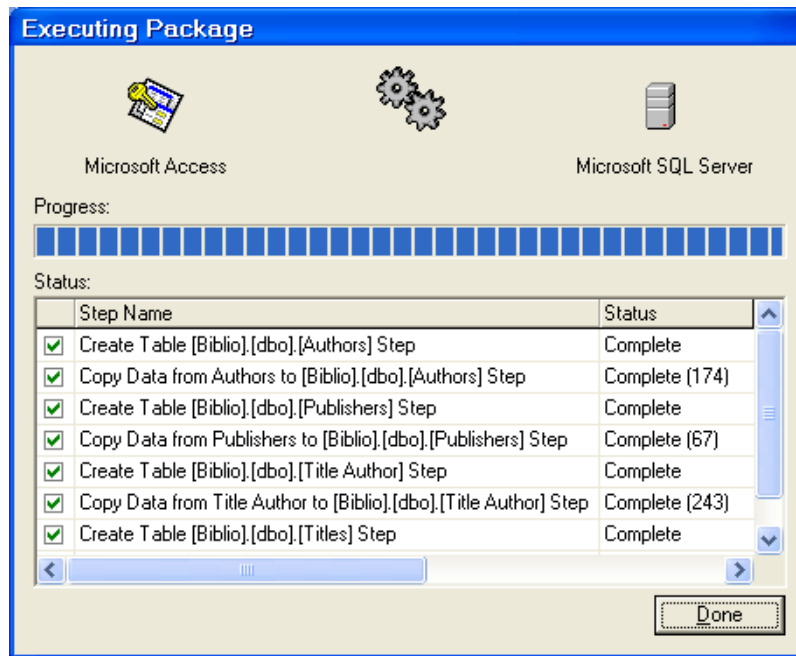 Executing Package
Microsoft Access Microsoft SQL Server
Progress:
Status:
Step Name Status
Create Table [Biblio].[dbo].[Authors] Step Complete
Copy Data from Authors to [Biblio].[dbo].[Authors] Step Complete (174)
Create Table [Biblio].[dbo].[Publishers] Step Complete
Copy Data from Publishers to [Biblio].[dbo].[Publishers] Step Complete (67)
Create Table [Biblio].[dbo].[Title Author] Step Complete
Copy Data from Title Author to [Biblio].[dbo].[Title Author] Step Complete (243)
Create Table [Biblio].[dbo].[Titles] Step Complete
Done